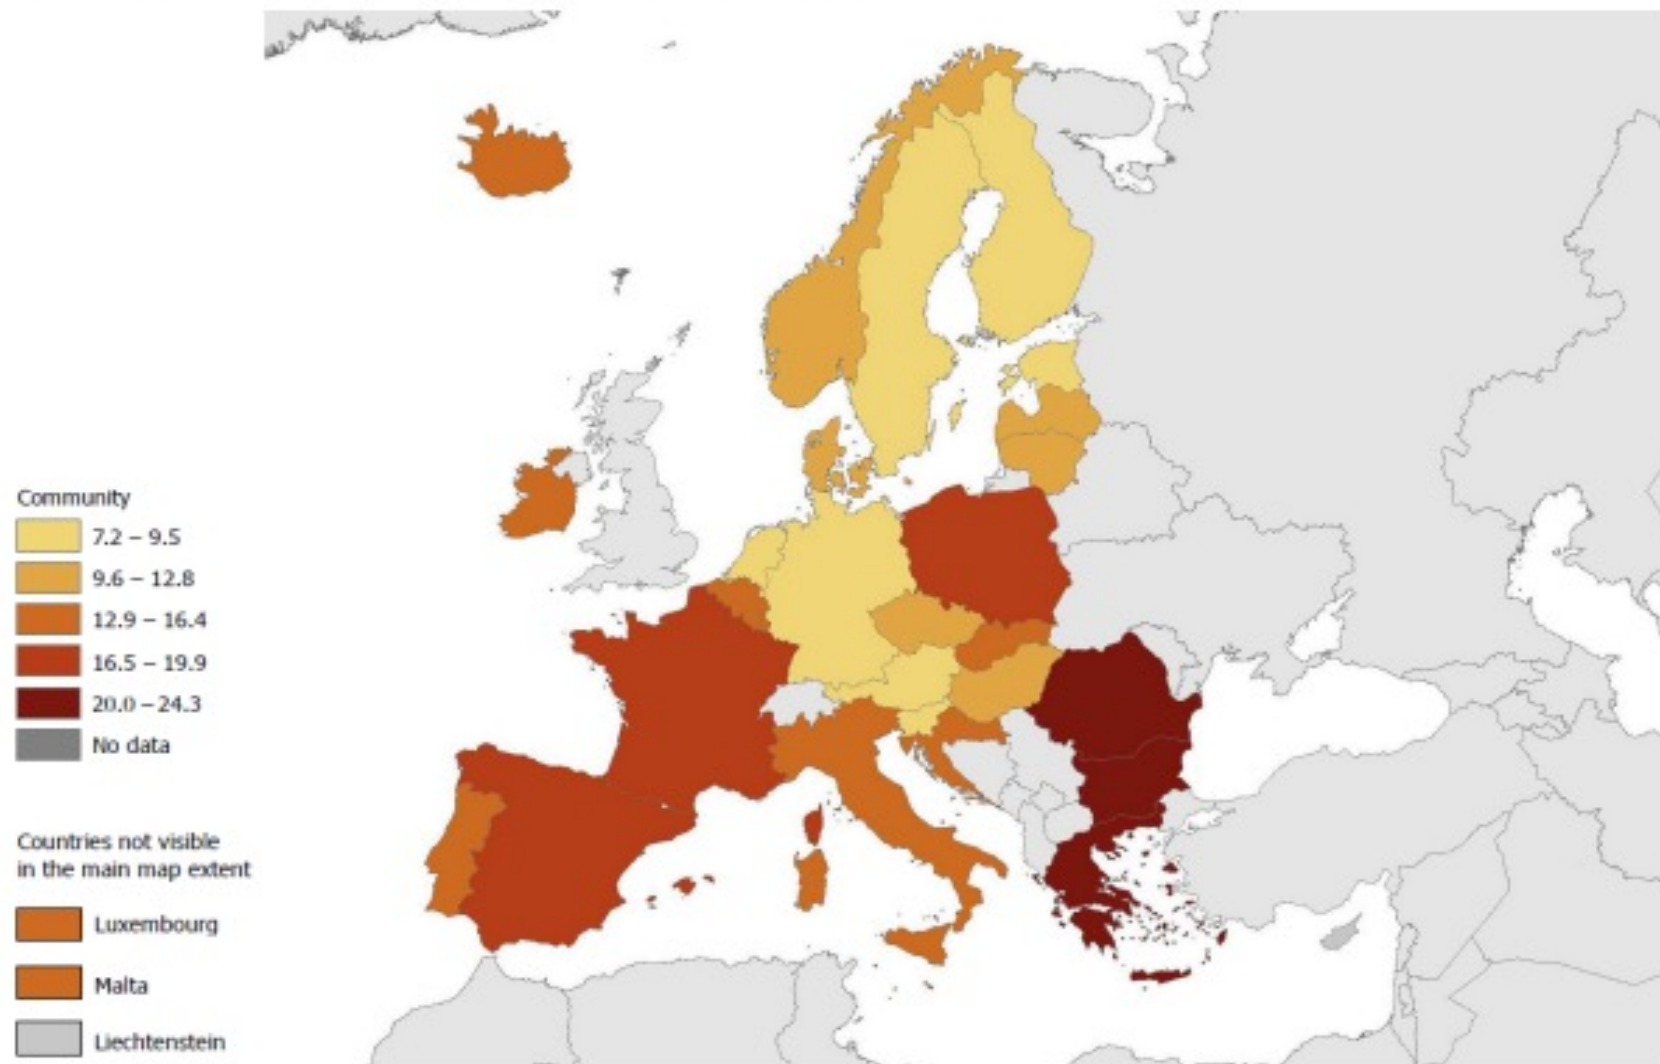 Community
7.2 – 9.5
9.6 – 12.8
12.9 – 16.4
16.5 – 19.9
20.0 – 24.3
No data
Countries not visible
in the main map extent
Luxembourg
Malta
Liechtenstein